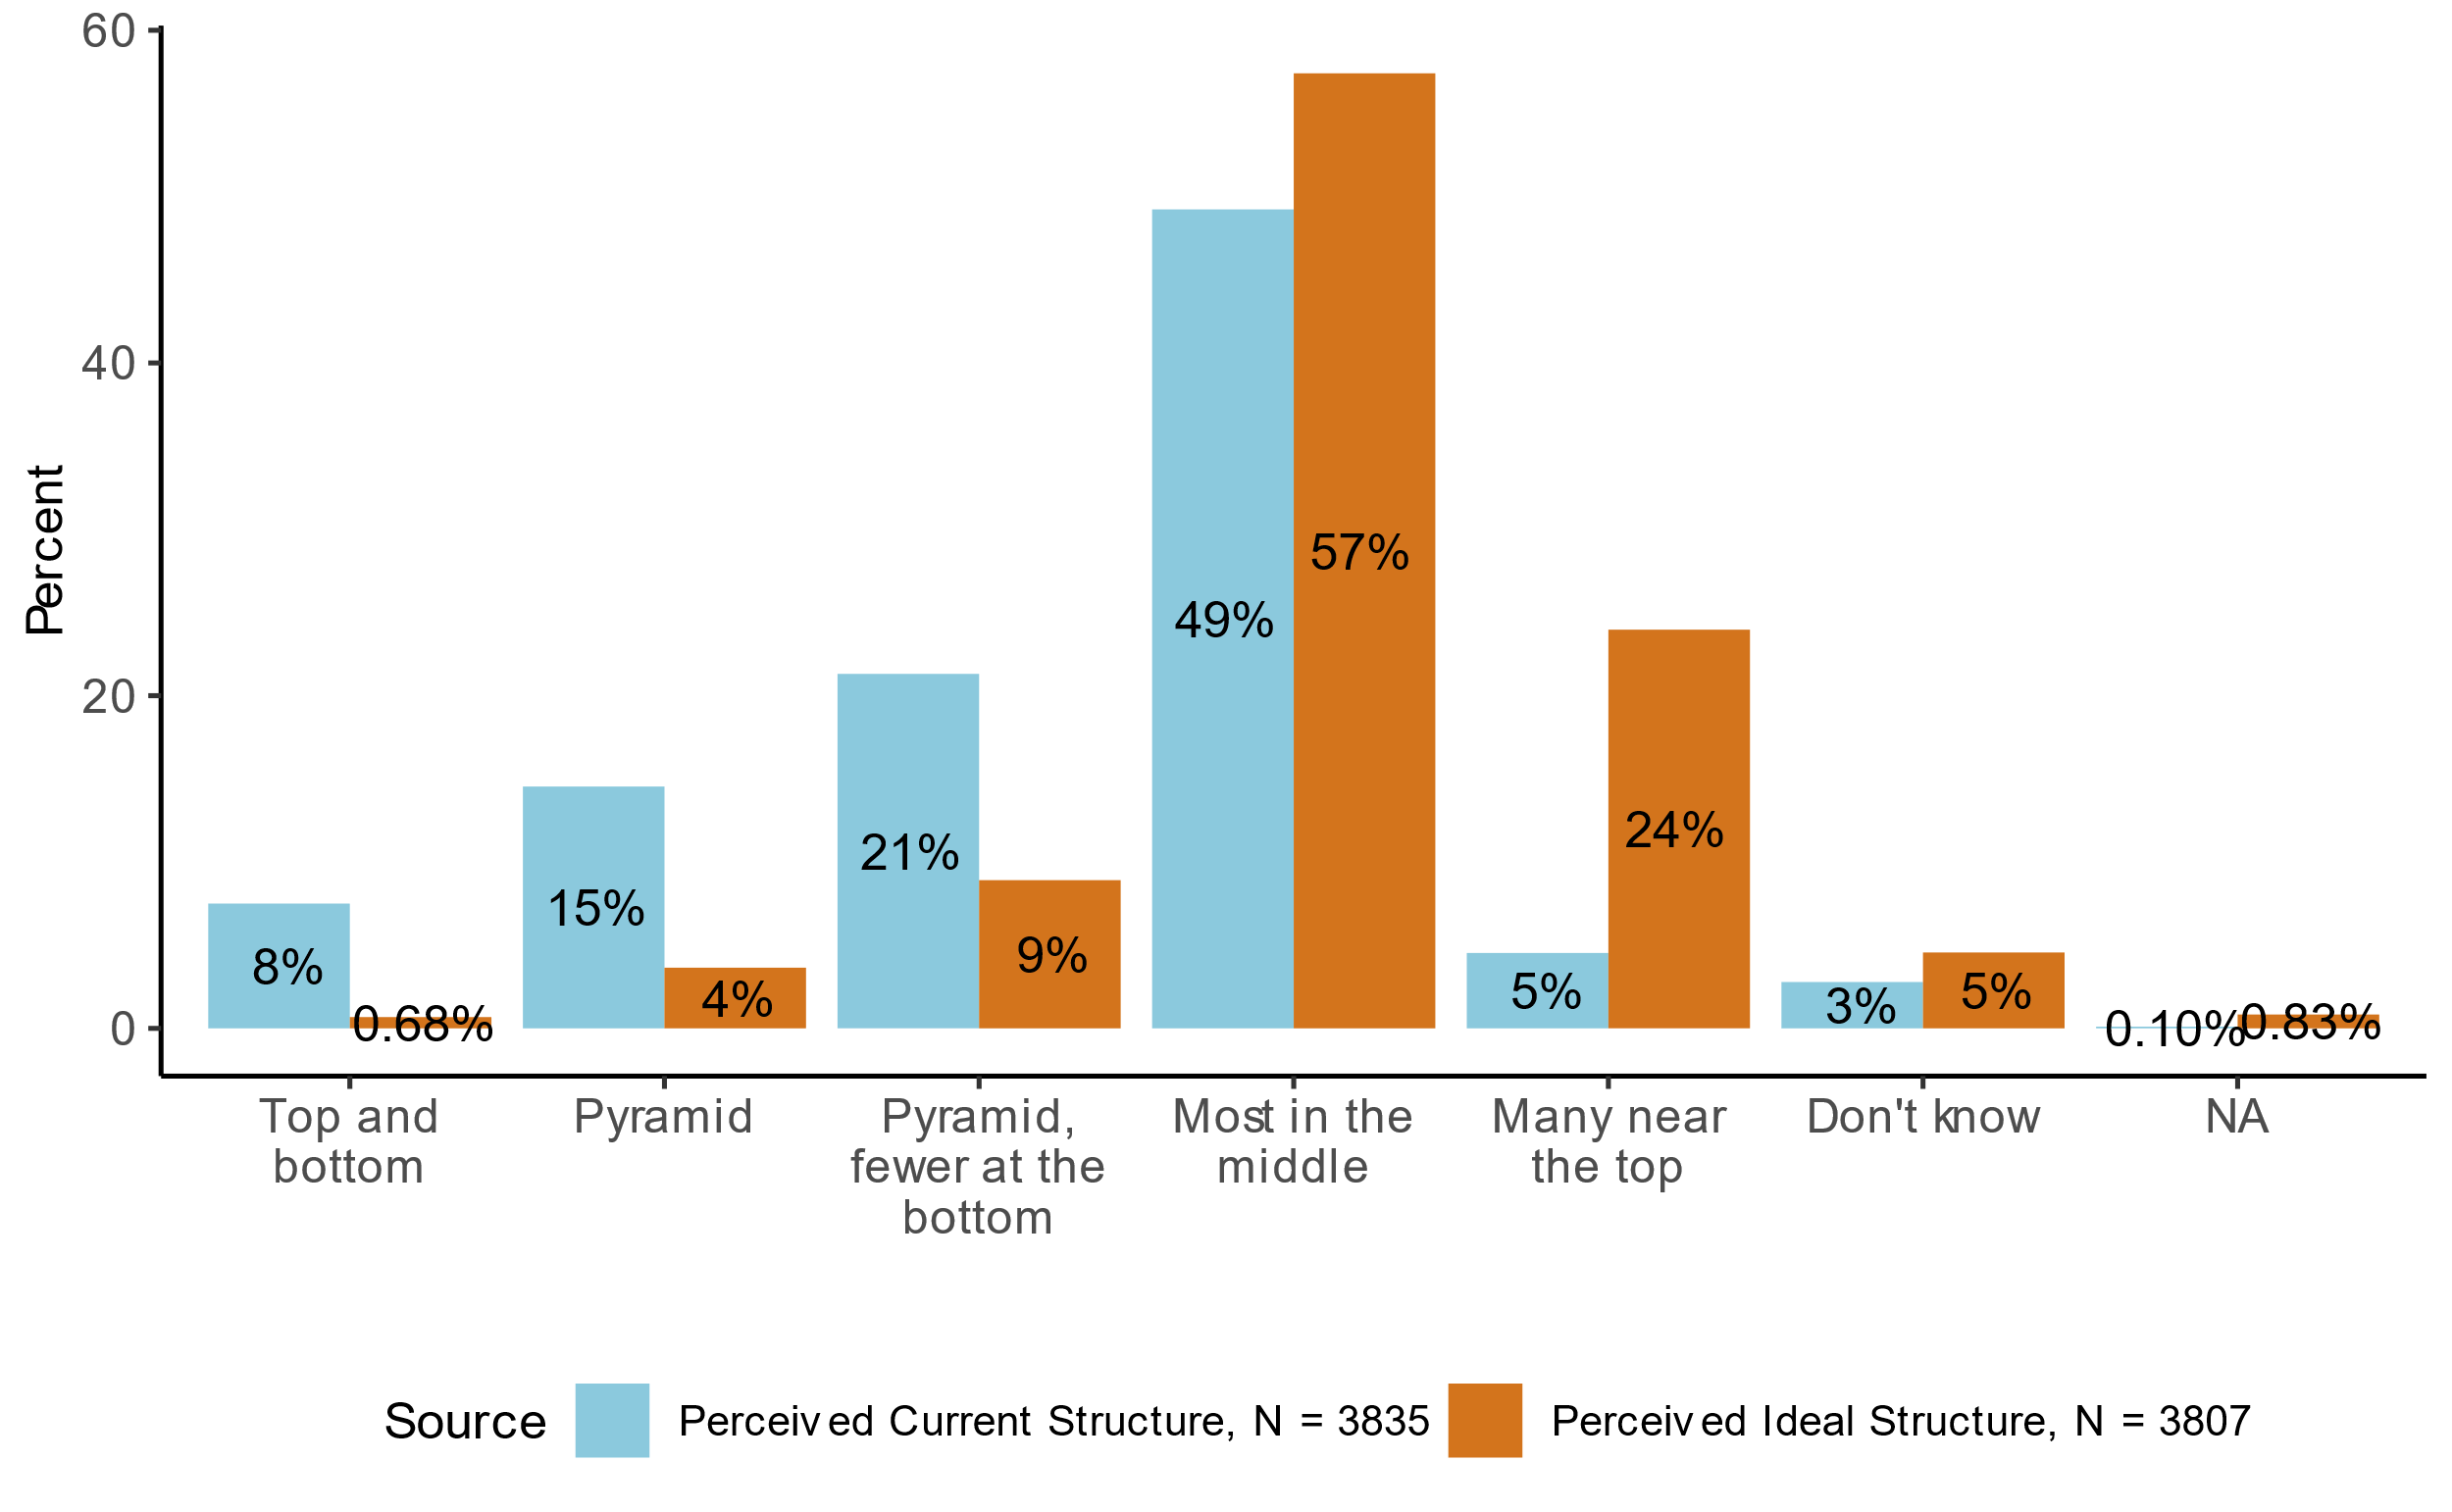 60
40
20
0
Percent
8%
0.68%
15%
4%
21%
9%
49%
57%
5%
24%
3%
5%
0.10%
0.83%
Top and
bottom
Pyramid
Pyramid,
fewer at the
bottom
Most in the
middle
Many near
the top
Don't know
NA
Source
Perceived Current Structure, N = 3835
Perceived Ideal Structure, N = 3807